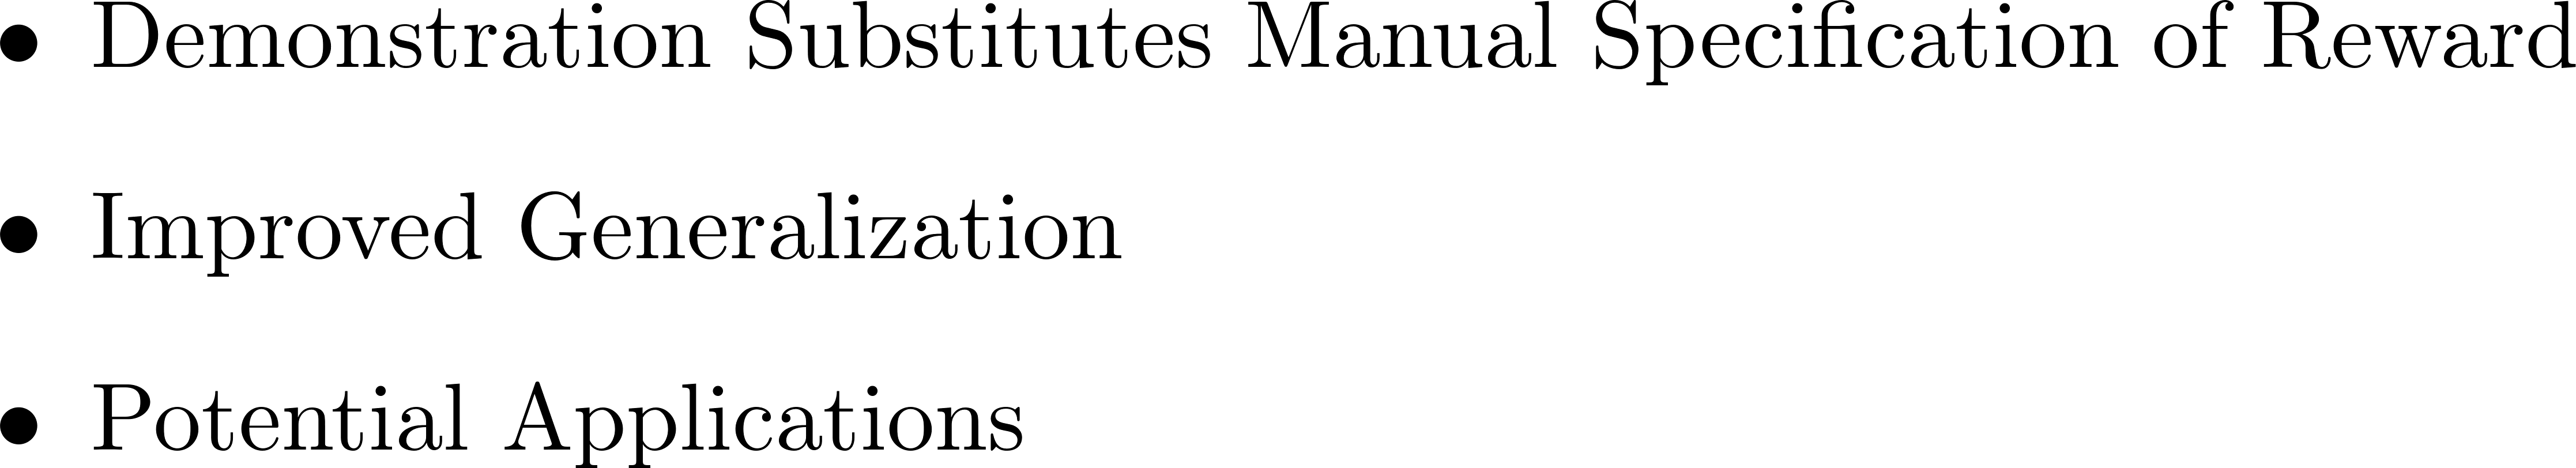 • Demonstration Substitutes Manual Specification of Reward
• Improved Generalization
• Potential Applications